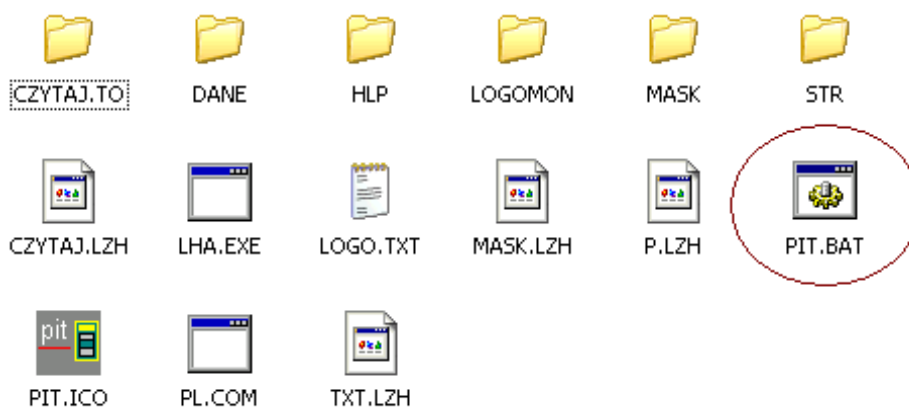 CZYTAJ.TO DANE HLP LOGOMON MASK STR
CZYTAJ.LZH LHA.EXE LOGO.TXT MASK.LZH P.LZH PIT.BAT
pit
PIT.ICO PL.COM TXT.LZH